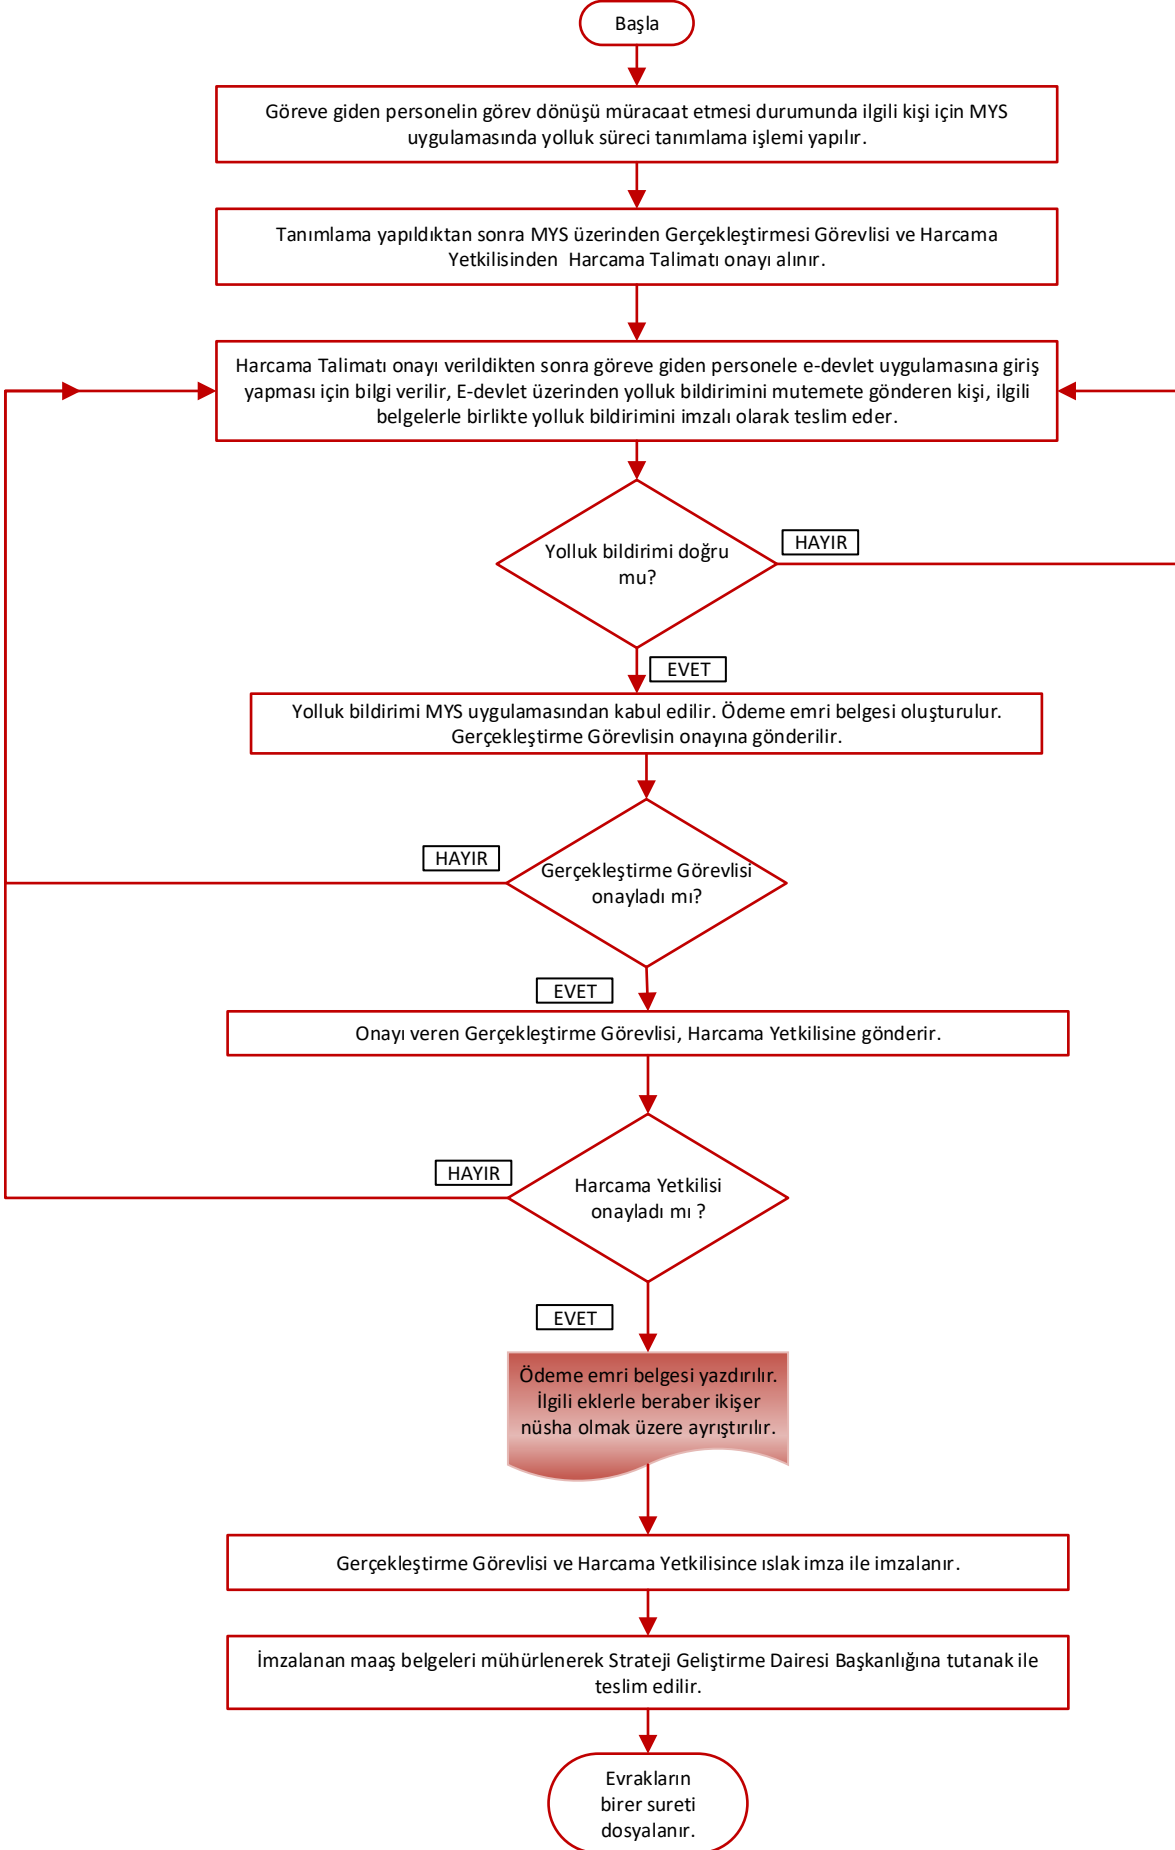 Başla
Göreve giden personelin görev dönüşü müracaat etmesi durumunda ilgili kişi için MYS
uygulamasında yolluk süreci tanımlama işlemi yapılır.
Tanımlama yapıldıktan sonra MYS üzerinden Gerçekleştirmesi Görevlisi ve Harcama
Yetkilisinden  Harcama Talimatı onayı alınır.
Harcama Talimatı onayı verildikten sonra göreve giden personele e-devlet uygulamasına giriş
yapması için bilgi verilir, E-devlet üzerinden yolluk bildirimini mutemete gönderen kişi, ilgili
belgelerle birlikte yolluk bildirimini imzalı olarak teslim eder.
Yolluk bildirimi doğru
mu?
HAYIR
EVET
Yolluk bildirimi MYS uygulamasından kabul edilir. Ödeme emri belgesi oluşturulur.
Gerçekleştirme Görevlisin onayına gönderilir.
HAYIR
Gerçekleştirme Görevlisi
onayladı mı?
EVET
Onayı veren Gerçekleştirme Görevlisi, Harcama Yetkilisine gönderir.
HAYIR
Harcama Yetkilisi
onayladı mı ?
EVET
Ödeme emri belgesi yazdırılır.
İlgili eklerle beraber ikişer
nüsha olmak üzere ayrıştırılır.
Gerçekleştirme Görevlisi ve Harcama Yetkilisince ıslak imza ile imzalanır.
İmzalanan maaş belgeleri mühürlenerek Strateji Geliştirme Dairesi Başkanlığına tutanak ile
teslim edilir.
Evrakların
birer sureti
dosyalanır.